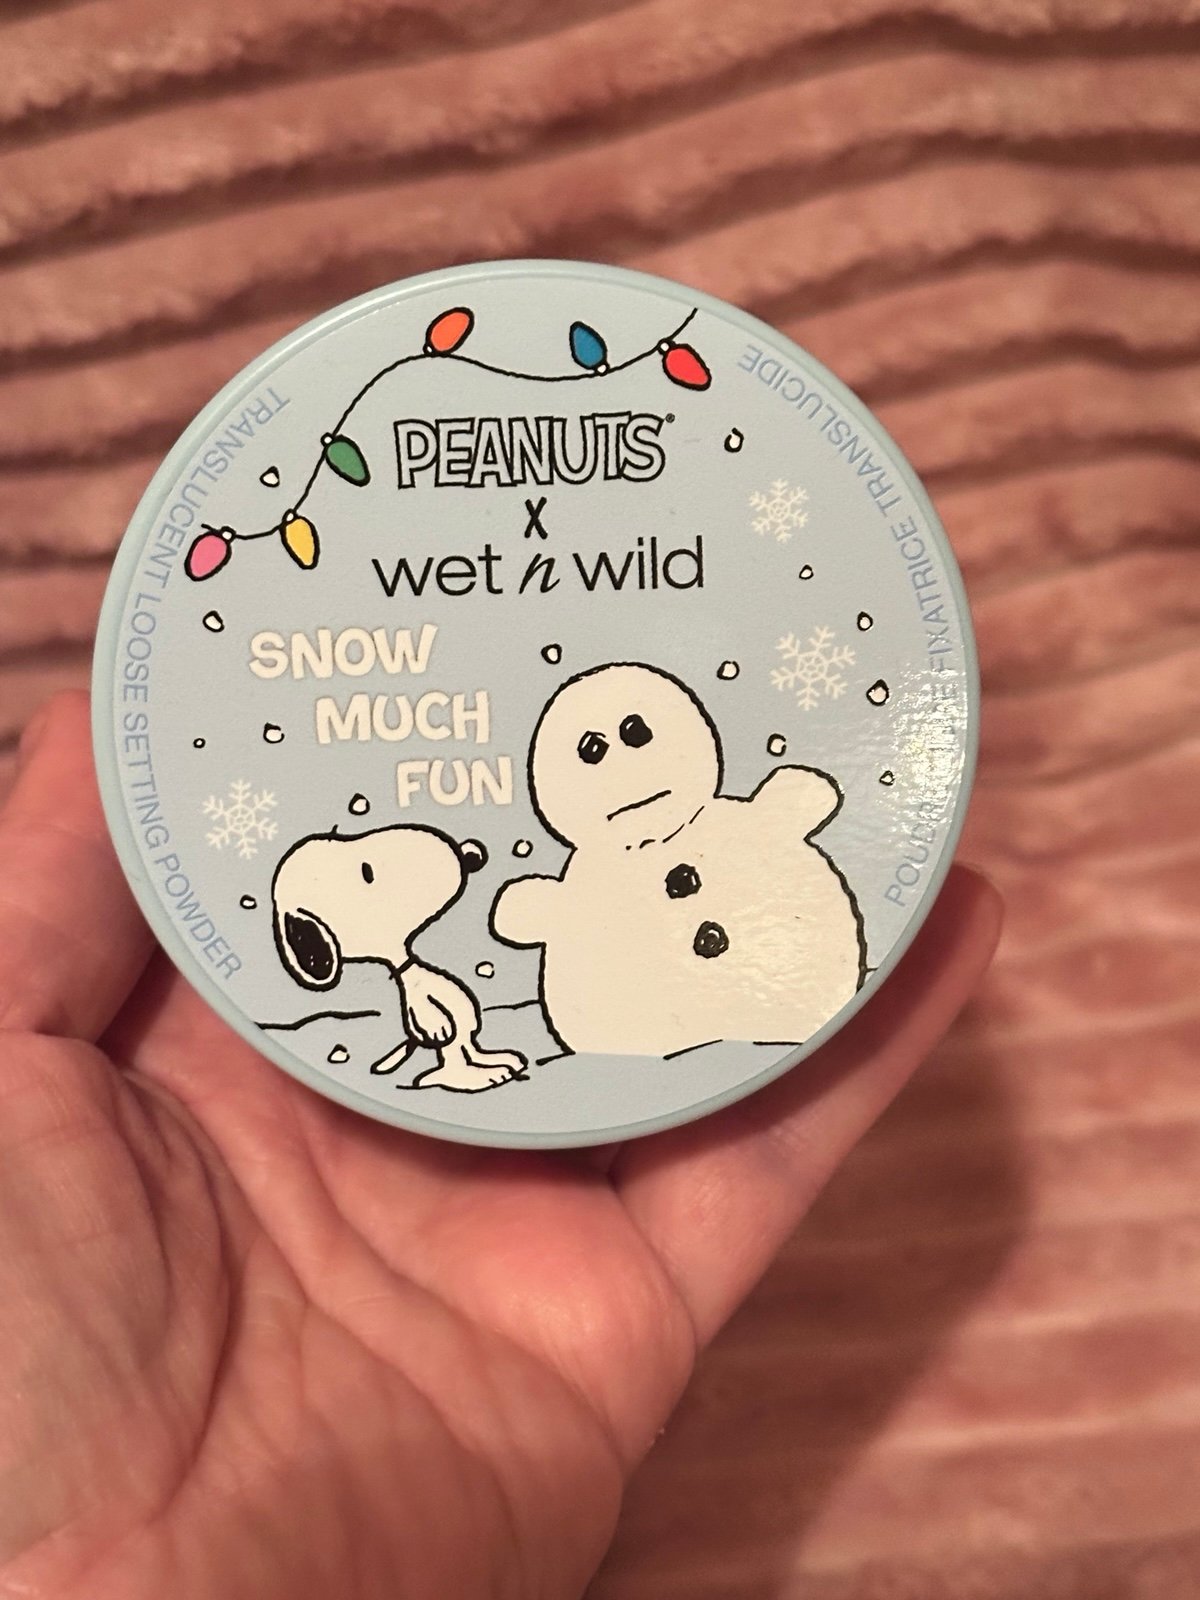 PEANUTS®
X
wet n wild
SNOW
MUCH
FUN
TRANSLUCENT LOOSE SETTING POWDER
FIXATRICE TRANSLUCIDE